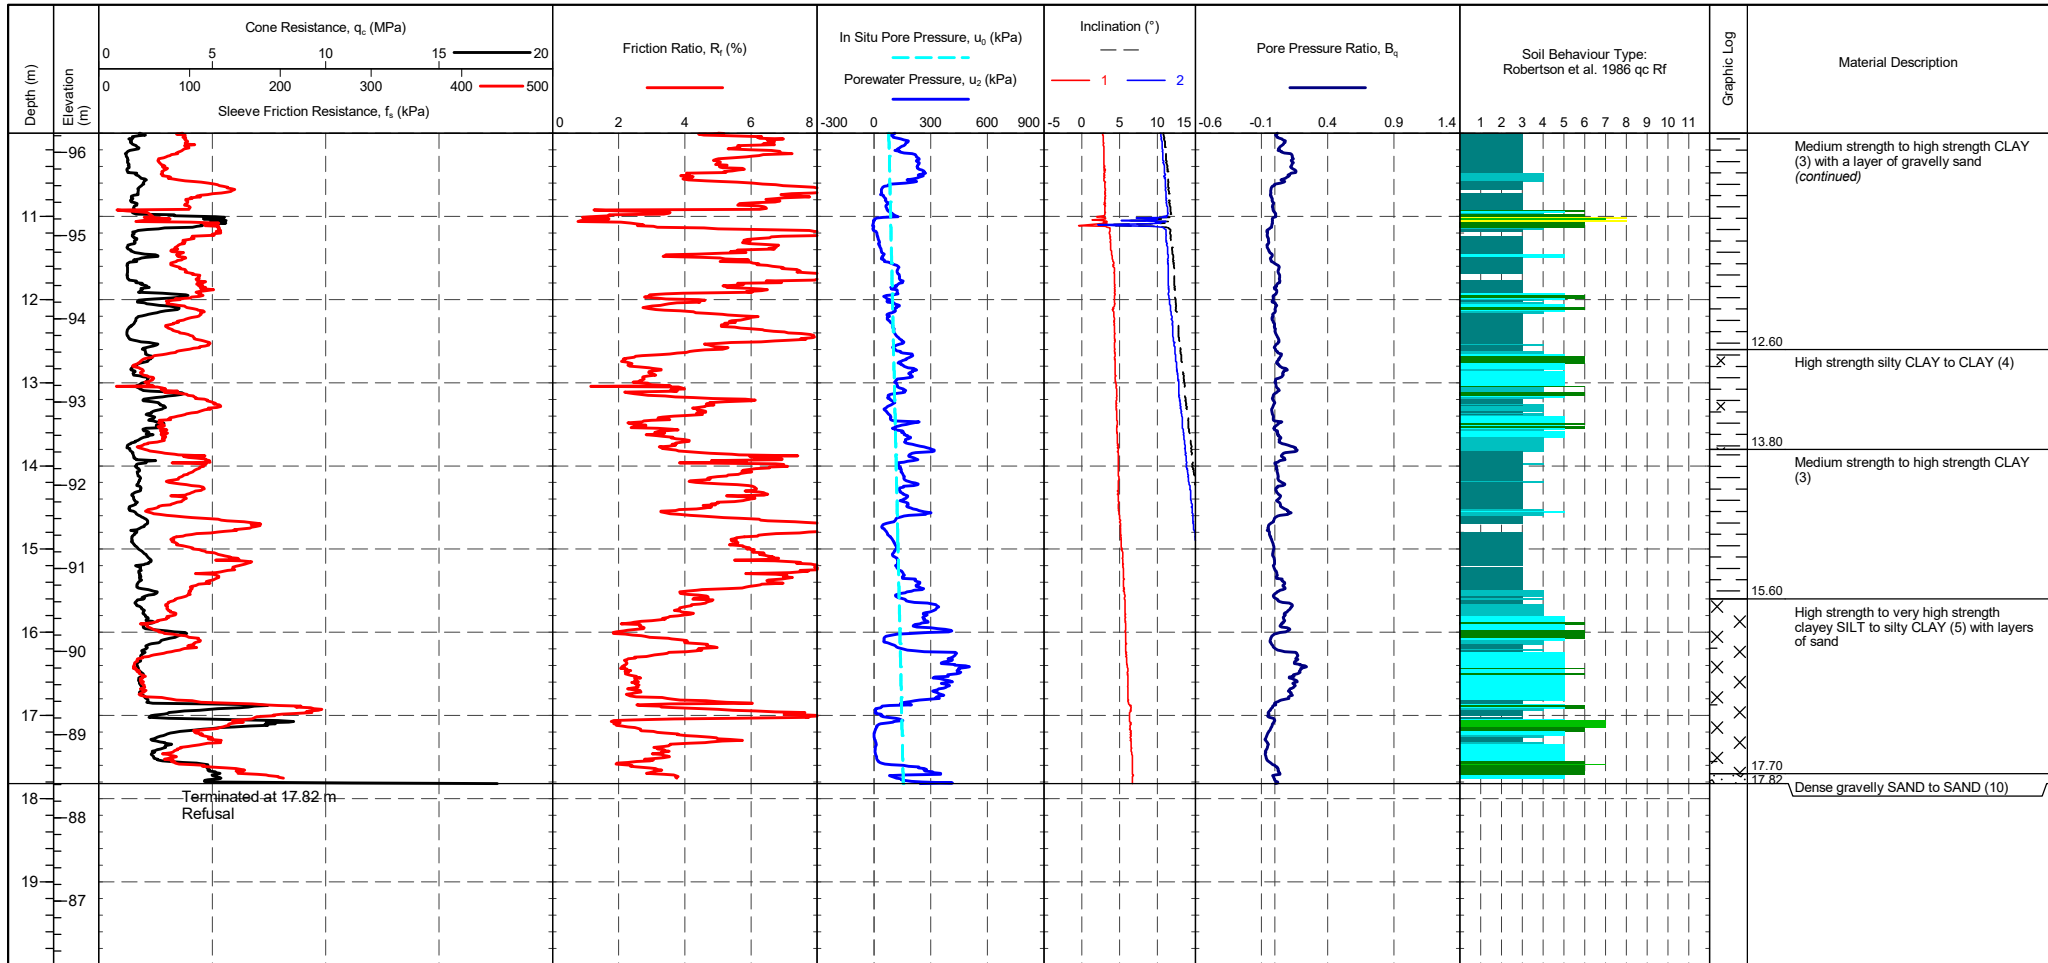 Depth (m)
Elevation
(m)
Cone Resistance, qc (MPa)
0 5 10 15 20
0 100 200 300 400 500
Sleeve Friction Resistance, fs (kPa)
Friction Ratio, Rf (%)
0 2 4 6 8
In Situ Pore Pressure, u0 (kPa)
Porewater Pressure, u2 (kPa)
-300 0 300 600 900
Inclination (°)
1 2
-5 0 5 10 15
Pore Pressure Ratio, Bq
-0.6 -0.1 0.4 0.9 1.4
Soil Behaviour Type:
Robertson et al. 1986 qc Rf
1 2 3 4 5 6 7 8 9 10 11
Graphic Log
Material Description
96
Medium strength to high strength CLAY
(3) with a layer of gravelly sand
(continued)
11
95
12
94
12.60
High strength silty CLAY to CLAY (4)
13
93
13.80
Medium strength to high strength CLAY
(3)
14
92
15
91
15.60
High strength to very high strength
clayey SILT to silty CLAY (5) with layers
of sand
16
90
17
89
17.70
17.82
Dense gravelly SAND to SAND (10)
Terminated at 17.82 m
Refusal
18
88
19
87